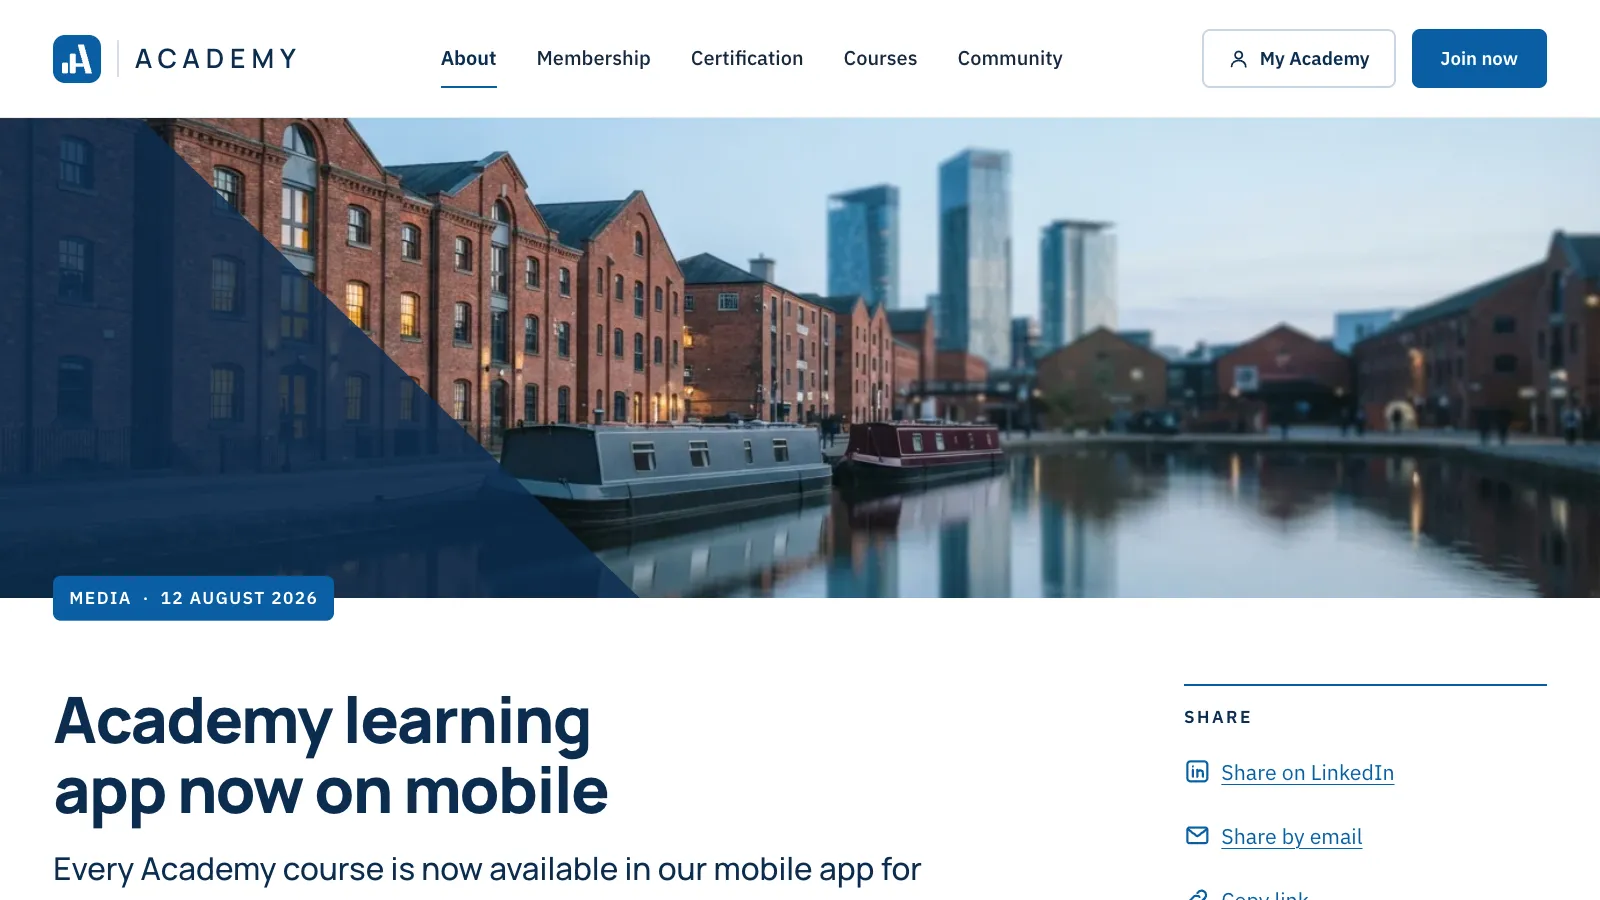 ACADEMY
About
Membership
Certification
Courses
Community
My Academy
Join now
MEDIA · 12 AUGUST 2026
Academy learning
app now on mobile
Every Academy course is now available in our mobile app for
SHARE
Share on LinkedIn
Share by email
Copy link